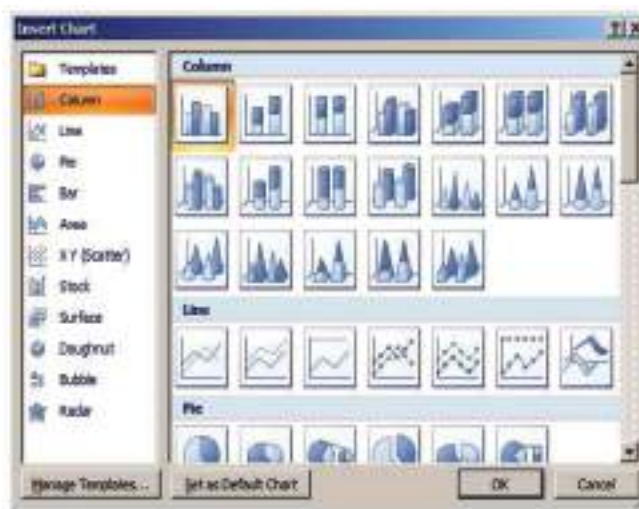 Insert Chart
Templates
Column
Line
Pie
Bar
Area
X Y (Scatter)
Stock
Surface
Doughnut
Bubble
Radar
Column
Line
Pie
Manage Templates...
Set as Default Chart
OK
Cancel